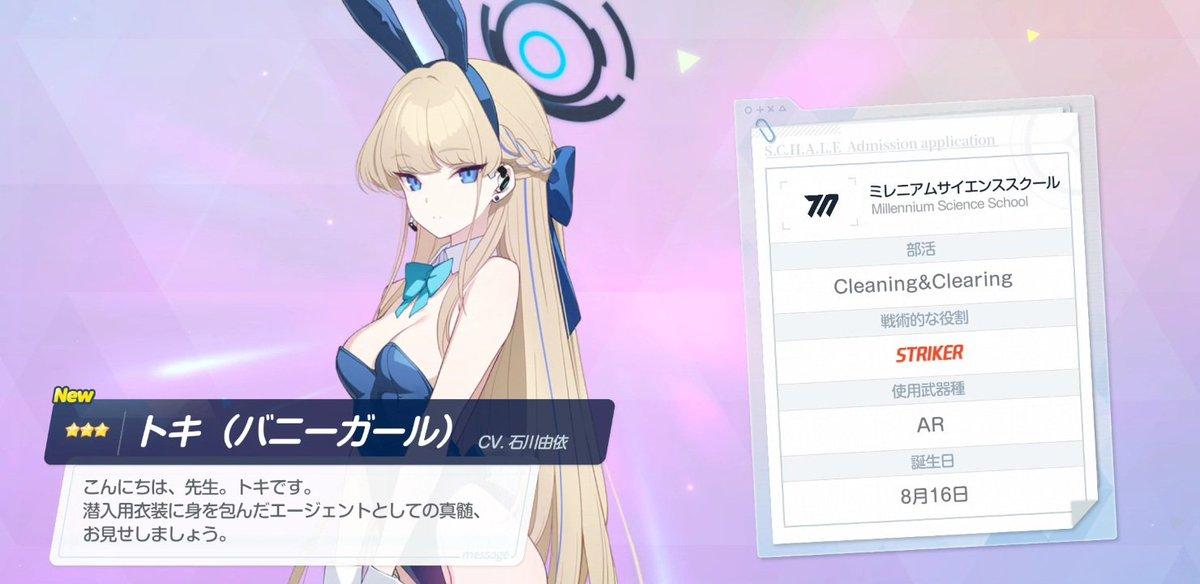 New
トキ（バニーガール）
CV. 石川由依
こんにちは、先生。トキです。
潜入用衣装に身を包んだエージェントとしての真髄、
お見せしましょう。
message
S.C.H.A.L.E Admission application
ミレニアムサイエンススクール
Millennium Science School
部活
Cleaning&Clearing
戦術的な役割
STRIKER
使用武器種
AR
誕生日
8月16日